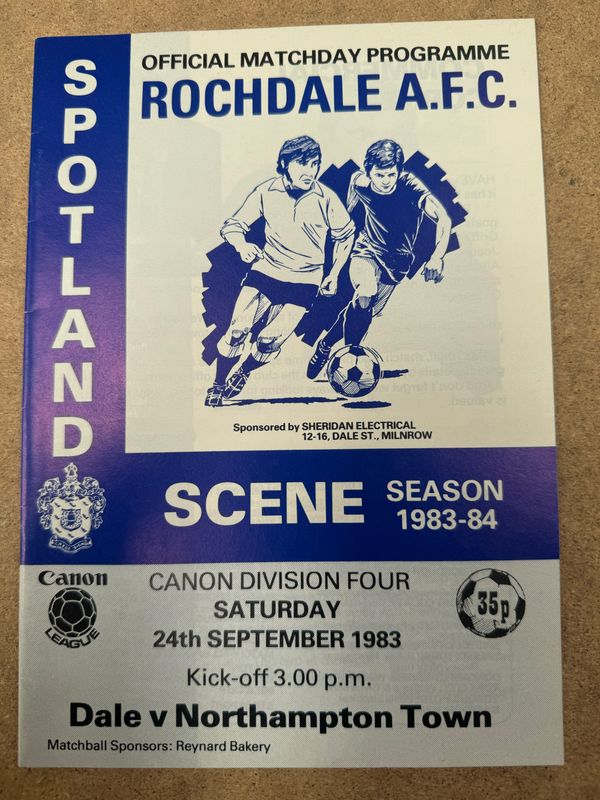 OFFICIAL MATCHDAY PROGRAMME
ROCHDALE A.F.C.
SPOTLAND
Sponsored by SHERIDAN ELECTRICAL
12-16, DALE ST., MILNROW
SCENE
SEASON
1983-84
Canon
LEAGUE
CANON DIVISION FOUR
SATURDAY
24th SEPTEMBER 1983
35p
Kick-off 3.00 p.m.
Dale v Northampton Town
Matchball Sponsors: Reynard Bakery